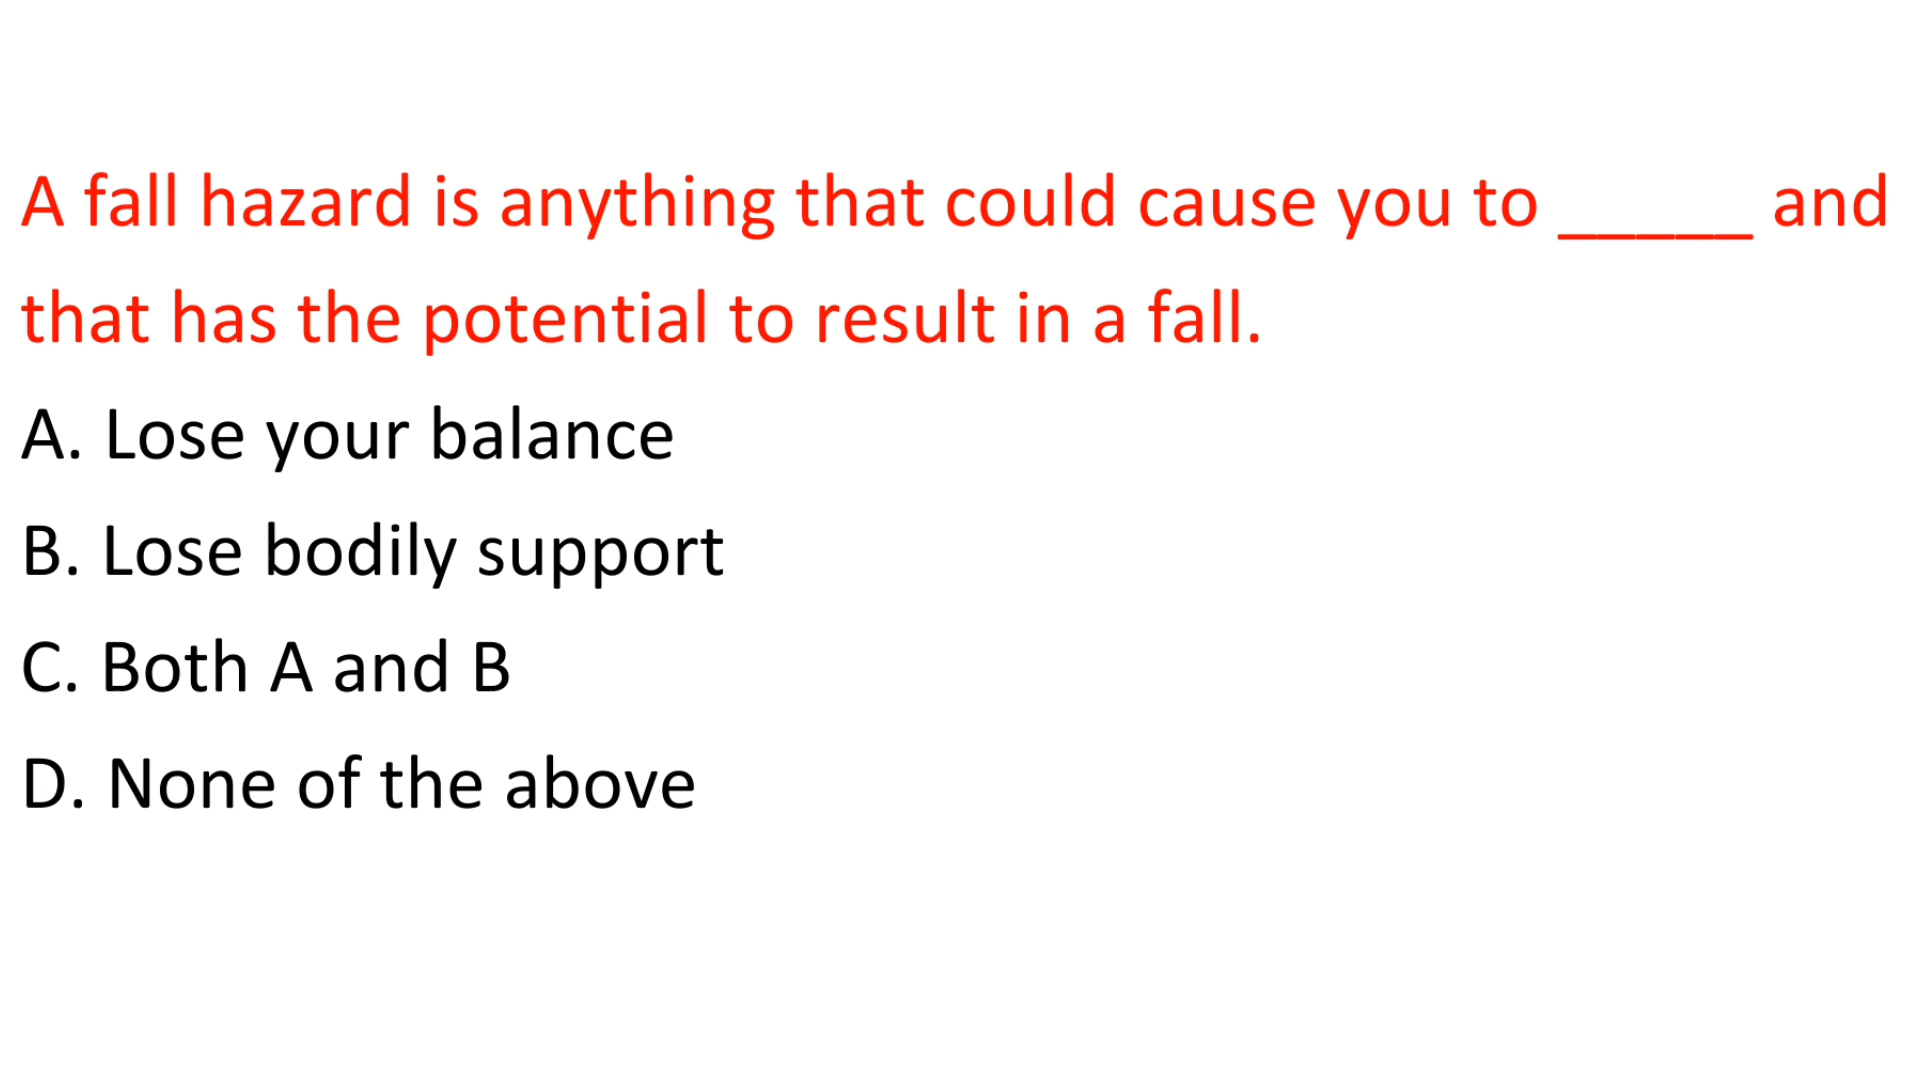 A fall hazard is anything that could cause you to _____ and
that has the potential to result in a fall.
A. Lose your balance
B. Lose bodily support
C. Both A and B
D. None of the above